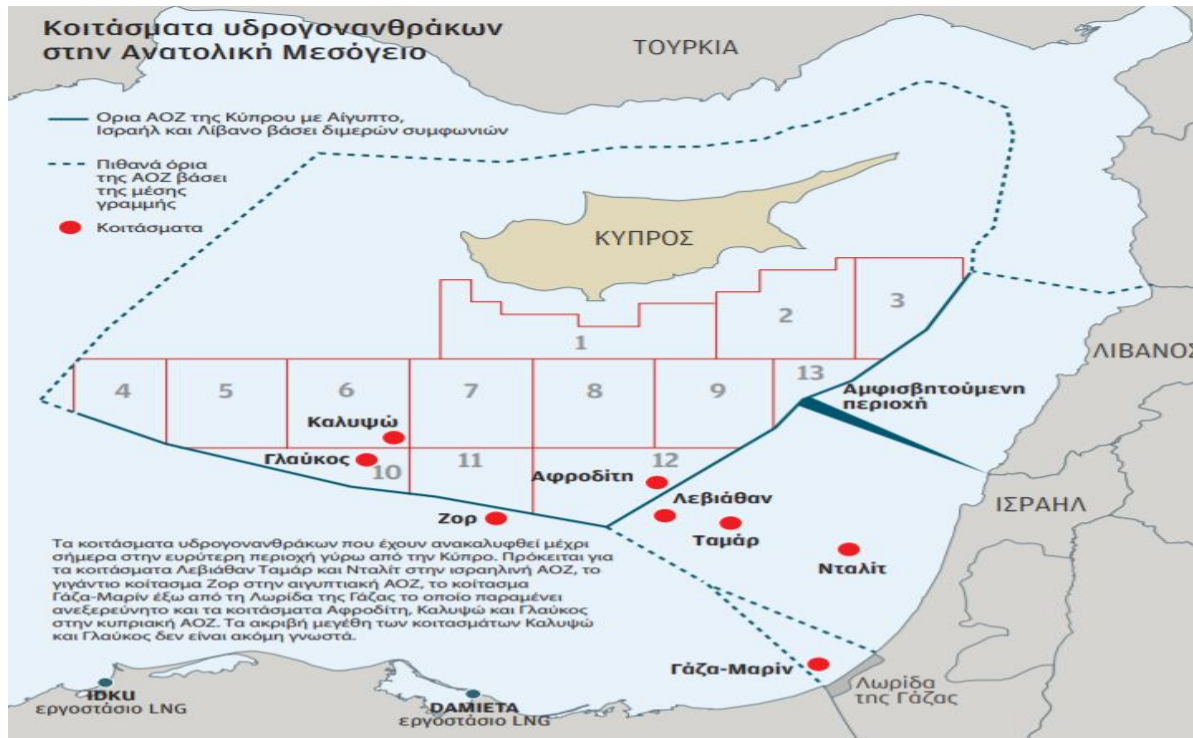 Κοιτάσματα υδρογονανθράκων
στην Ανατολική Μεσόγειο
ΤΟΥΡΚΙΑ
Ορια ΑΟΖ της Κύπρου με Αίγυπτο,
Ισραήλ και Λίβανο βάσει διμερών συμφωνιών
Πιθανά όρια
της ΑΟΖ βάσει
της μέσης
γραμμής
Κοιτάσματα
ΚΥΠΡΟΣ
1
2
3
ΛΙΒΑΝΟΣ
4
5
6
7
8
9
13
Αμφισβητούμενη
περιοχή
Καλυψώ
Γλαύκος
10
11
Αφροδίτη
12
Λεβιάθαν
Ζορ
Ταμάρ
ΙΣΡΑΗΛ
Νταλίτ
Τα κοιτάσματα υδρογονανθράκων που έχουν ανακαλυφθεί μέχρι
σήμερα στην ευρύτερη περιοχή γύρω από την Κύπρο. Πρόκειται για
τα κοιτάσματα Λεβιάθαν Ταμάρ και Νταλίτ στην ισραηλινή ΑΟΖ, το
γιγάντιο κοίτασμα Ζορ στην αιγυπτιακή ΑΟΖ, το κοίτασμα
Γάζα-Μαρίν έξω από τη Λωρίδα της Γάζας το οποίο παραμένει
ανεξερεύνητο και τα κοιτάσματα Αφροδίτη, Καλυψώ και Γλαύκος
στην κυπριακή ΑΟΖ. Τα ακριβή μεγέθη των κοιτασμάτων Καλυψώ
και Γλαύκος δεν είναι ακόμη γνωστά.
Γάζα-Μαρίν
Λωρίδα
της Γάζας
IDKU
εργοστάσιο LNG
DAMIETA
εργοστάσιο LNG